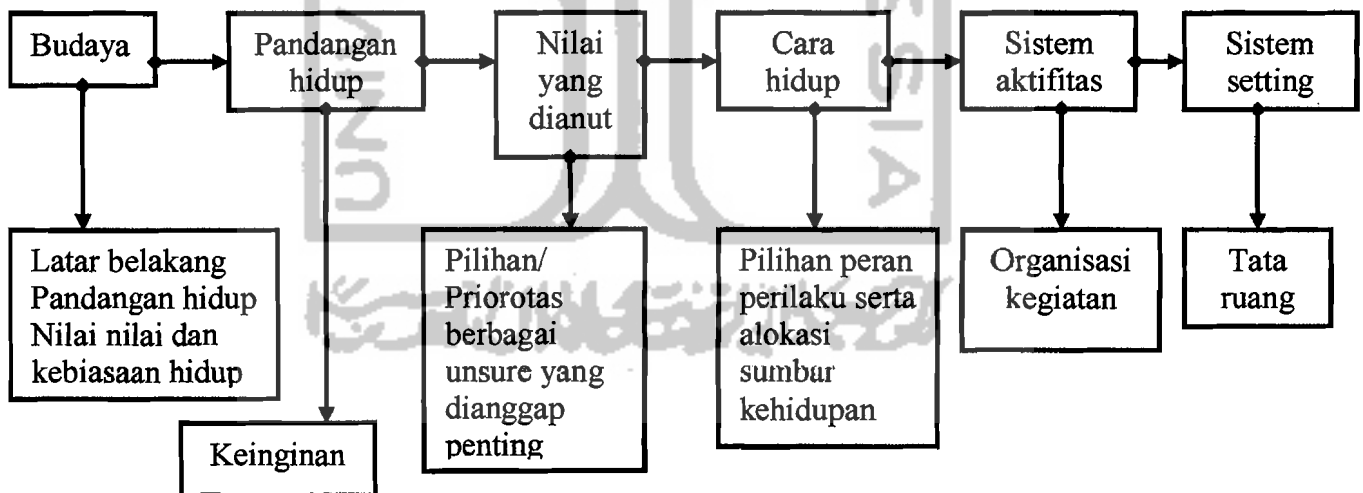 Budaya
Pandangan
hidup
Nilai
yang
dianut
Cara
hidup
Sistem
aktifitas
Sistem
setting
Latar belakang
Pandangan hidup
Nilai nilai dan
kebiasaan hidup
Keinginan
Pilihan/
Priorotas
berbagai
unsure yang
dianggap
penting
Pilihan peran
perilaku serta
alokasi
sumbar
kehidupan
Organisasi
kegiatan
Tata
ruang